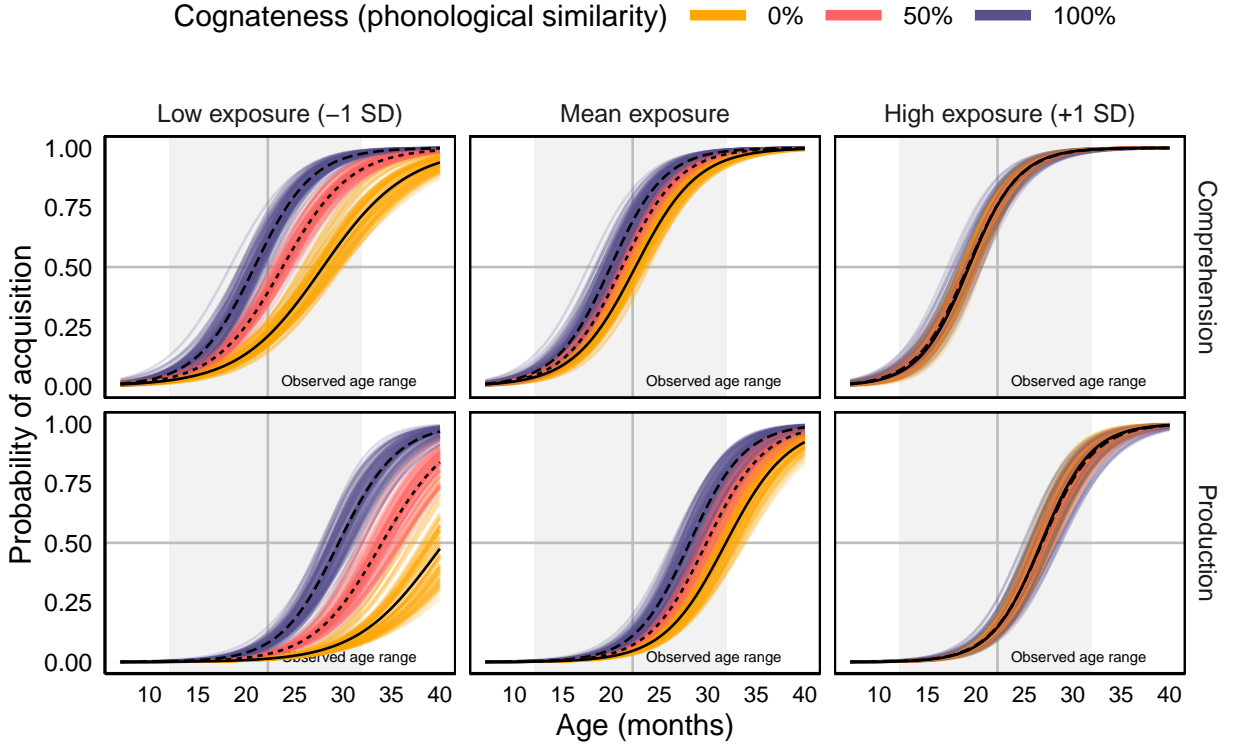 Cognateness (phonological similarity) 0% 50% 100%
Low exposure (−1 SD) Mean exposure High exposure (+1 SD)
1.00
0.75
0.50
0.25
0.00
Observed age range Observed age range Observed age range
Comprehension
Probability of acquisition
1.00
0.75
0.50
0.25
0.00
Observed age range Observed age range Observed age range
Production
10 15 20 25 30 35 40 10 15 20 25 30 35 40 10 15 20 25 30 35 40
Age (months)